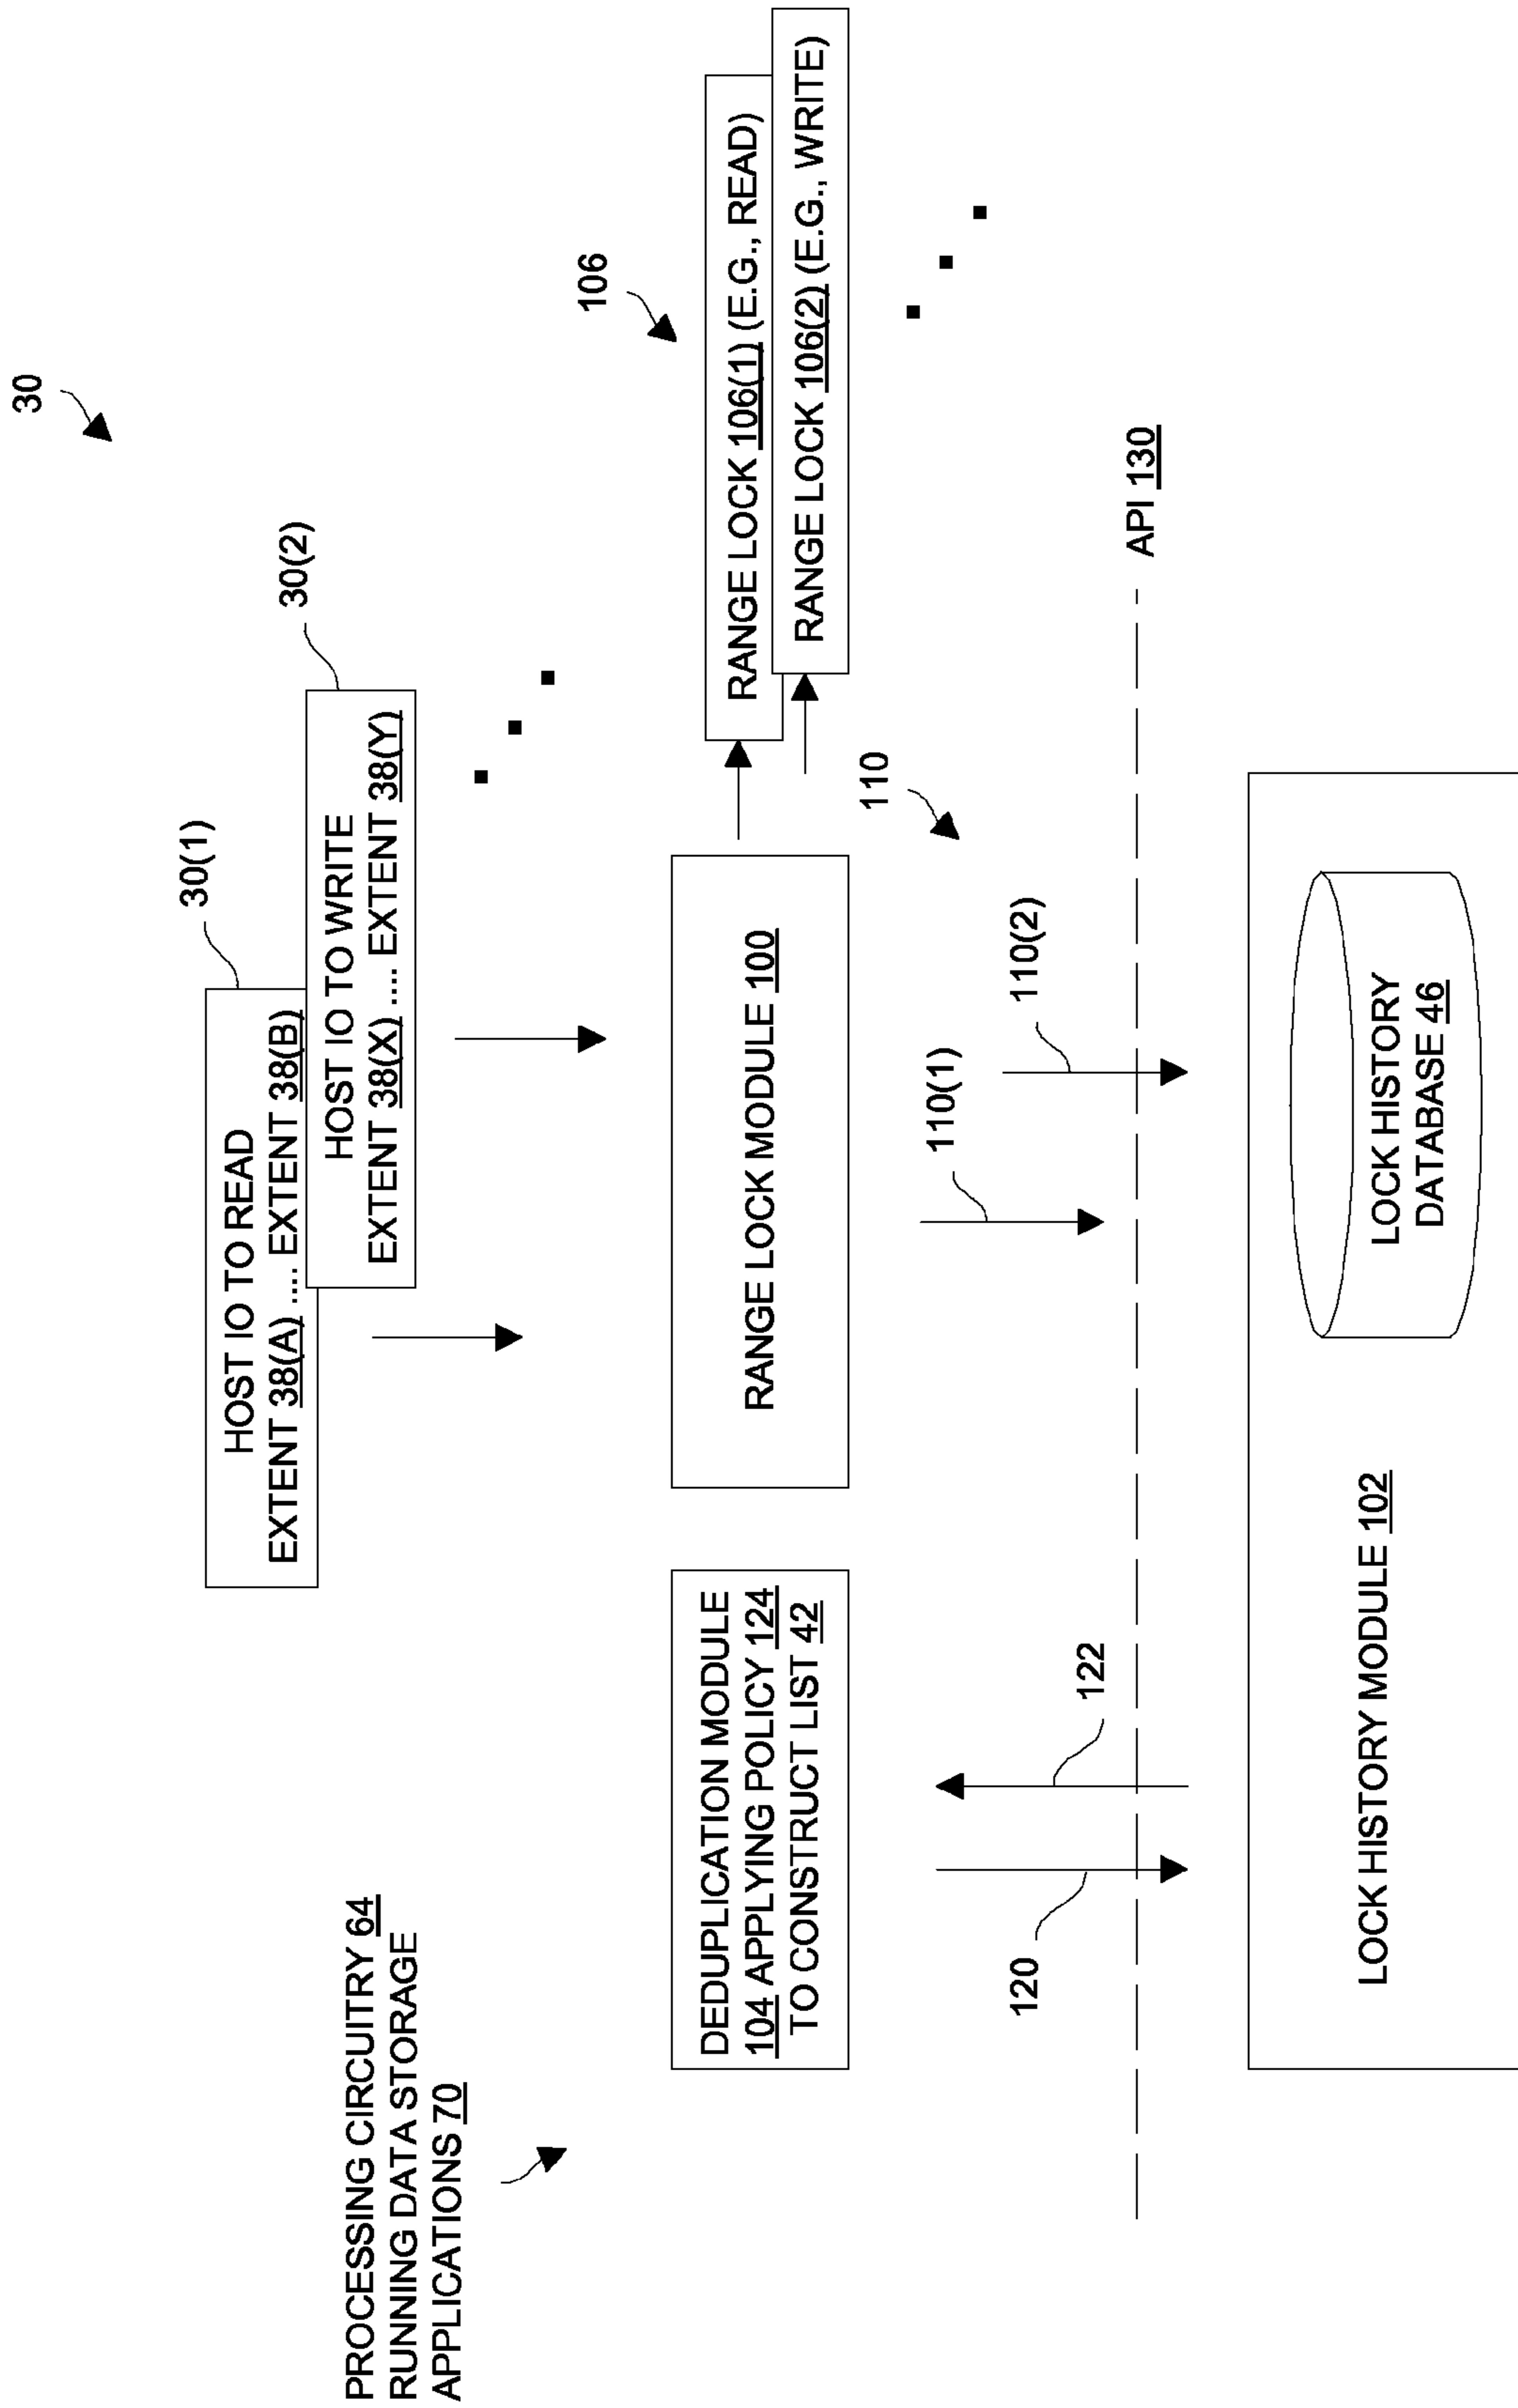 30
30(1)
30(2)
HOST IO TO READ
EXTENT 38(A) .... EXTENT 38(B)
HOST IO TO WRITE
EXTENT 38(X) .... EXTENT 38(Y)
PROCESSING CIRCUITRY 64
RUNNING DATA STORAGE
APPLICATIONS 70
106
DEDUPLICATION MODULE
104 APPLYING POLICY 124
TO CONSTRUCT LIST 42
RANGE LOCK MODULE 100
RANGE LOCK 106(1) (E.G., READ)
RANGE LOCK 106(2) (E.G., WRITE)
110
120
122
110(1)
110(2)
API 130
LOCK HISTORY MODULE 102
LOCK HISTORY
DATABASE 46